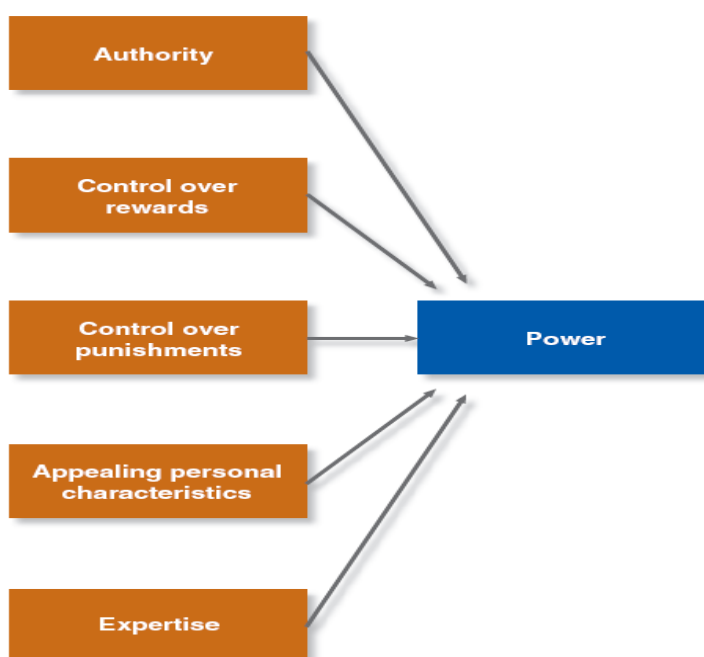 Authority
Control over
rewards
Control over
punishments
Power
Appealing personal
characteristics
Expertise